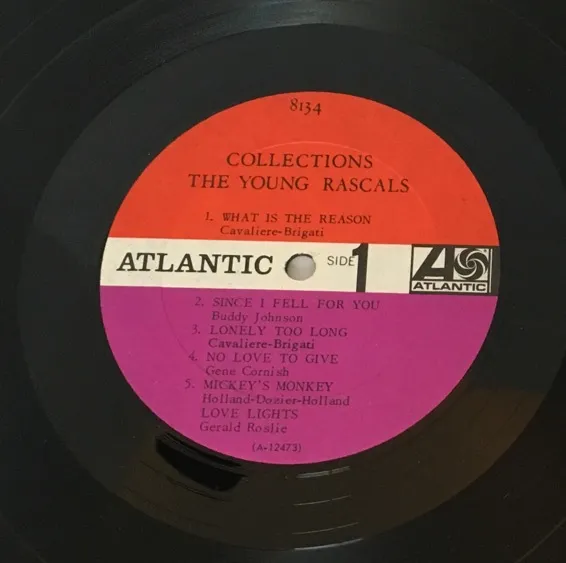 8134
COLLECTIONS
THE YOUNG RASCALS
1. WHAT IS THE REASON
Cavaliere-Brigati
ATLANTIC SIDE 1 A ATLANTIC
2. SINCE I FELL FOR YOU
Buddy Johnson
3. LONELY TOO LONG
Cavaliere-Brigati
4. NO LOVE TO GIVE
Gene Cornish
5. MICKEY'S MONKEY
Holland-Dozier-Holland
LOVE LIGHTS
Gerald Roslie
(A-12473)